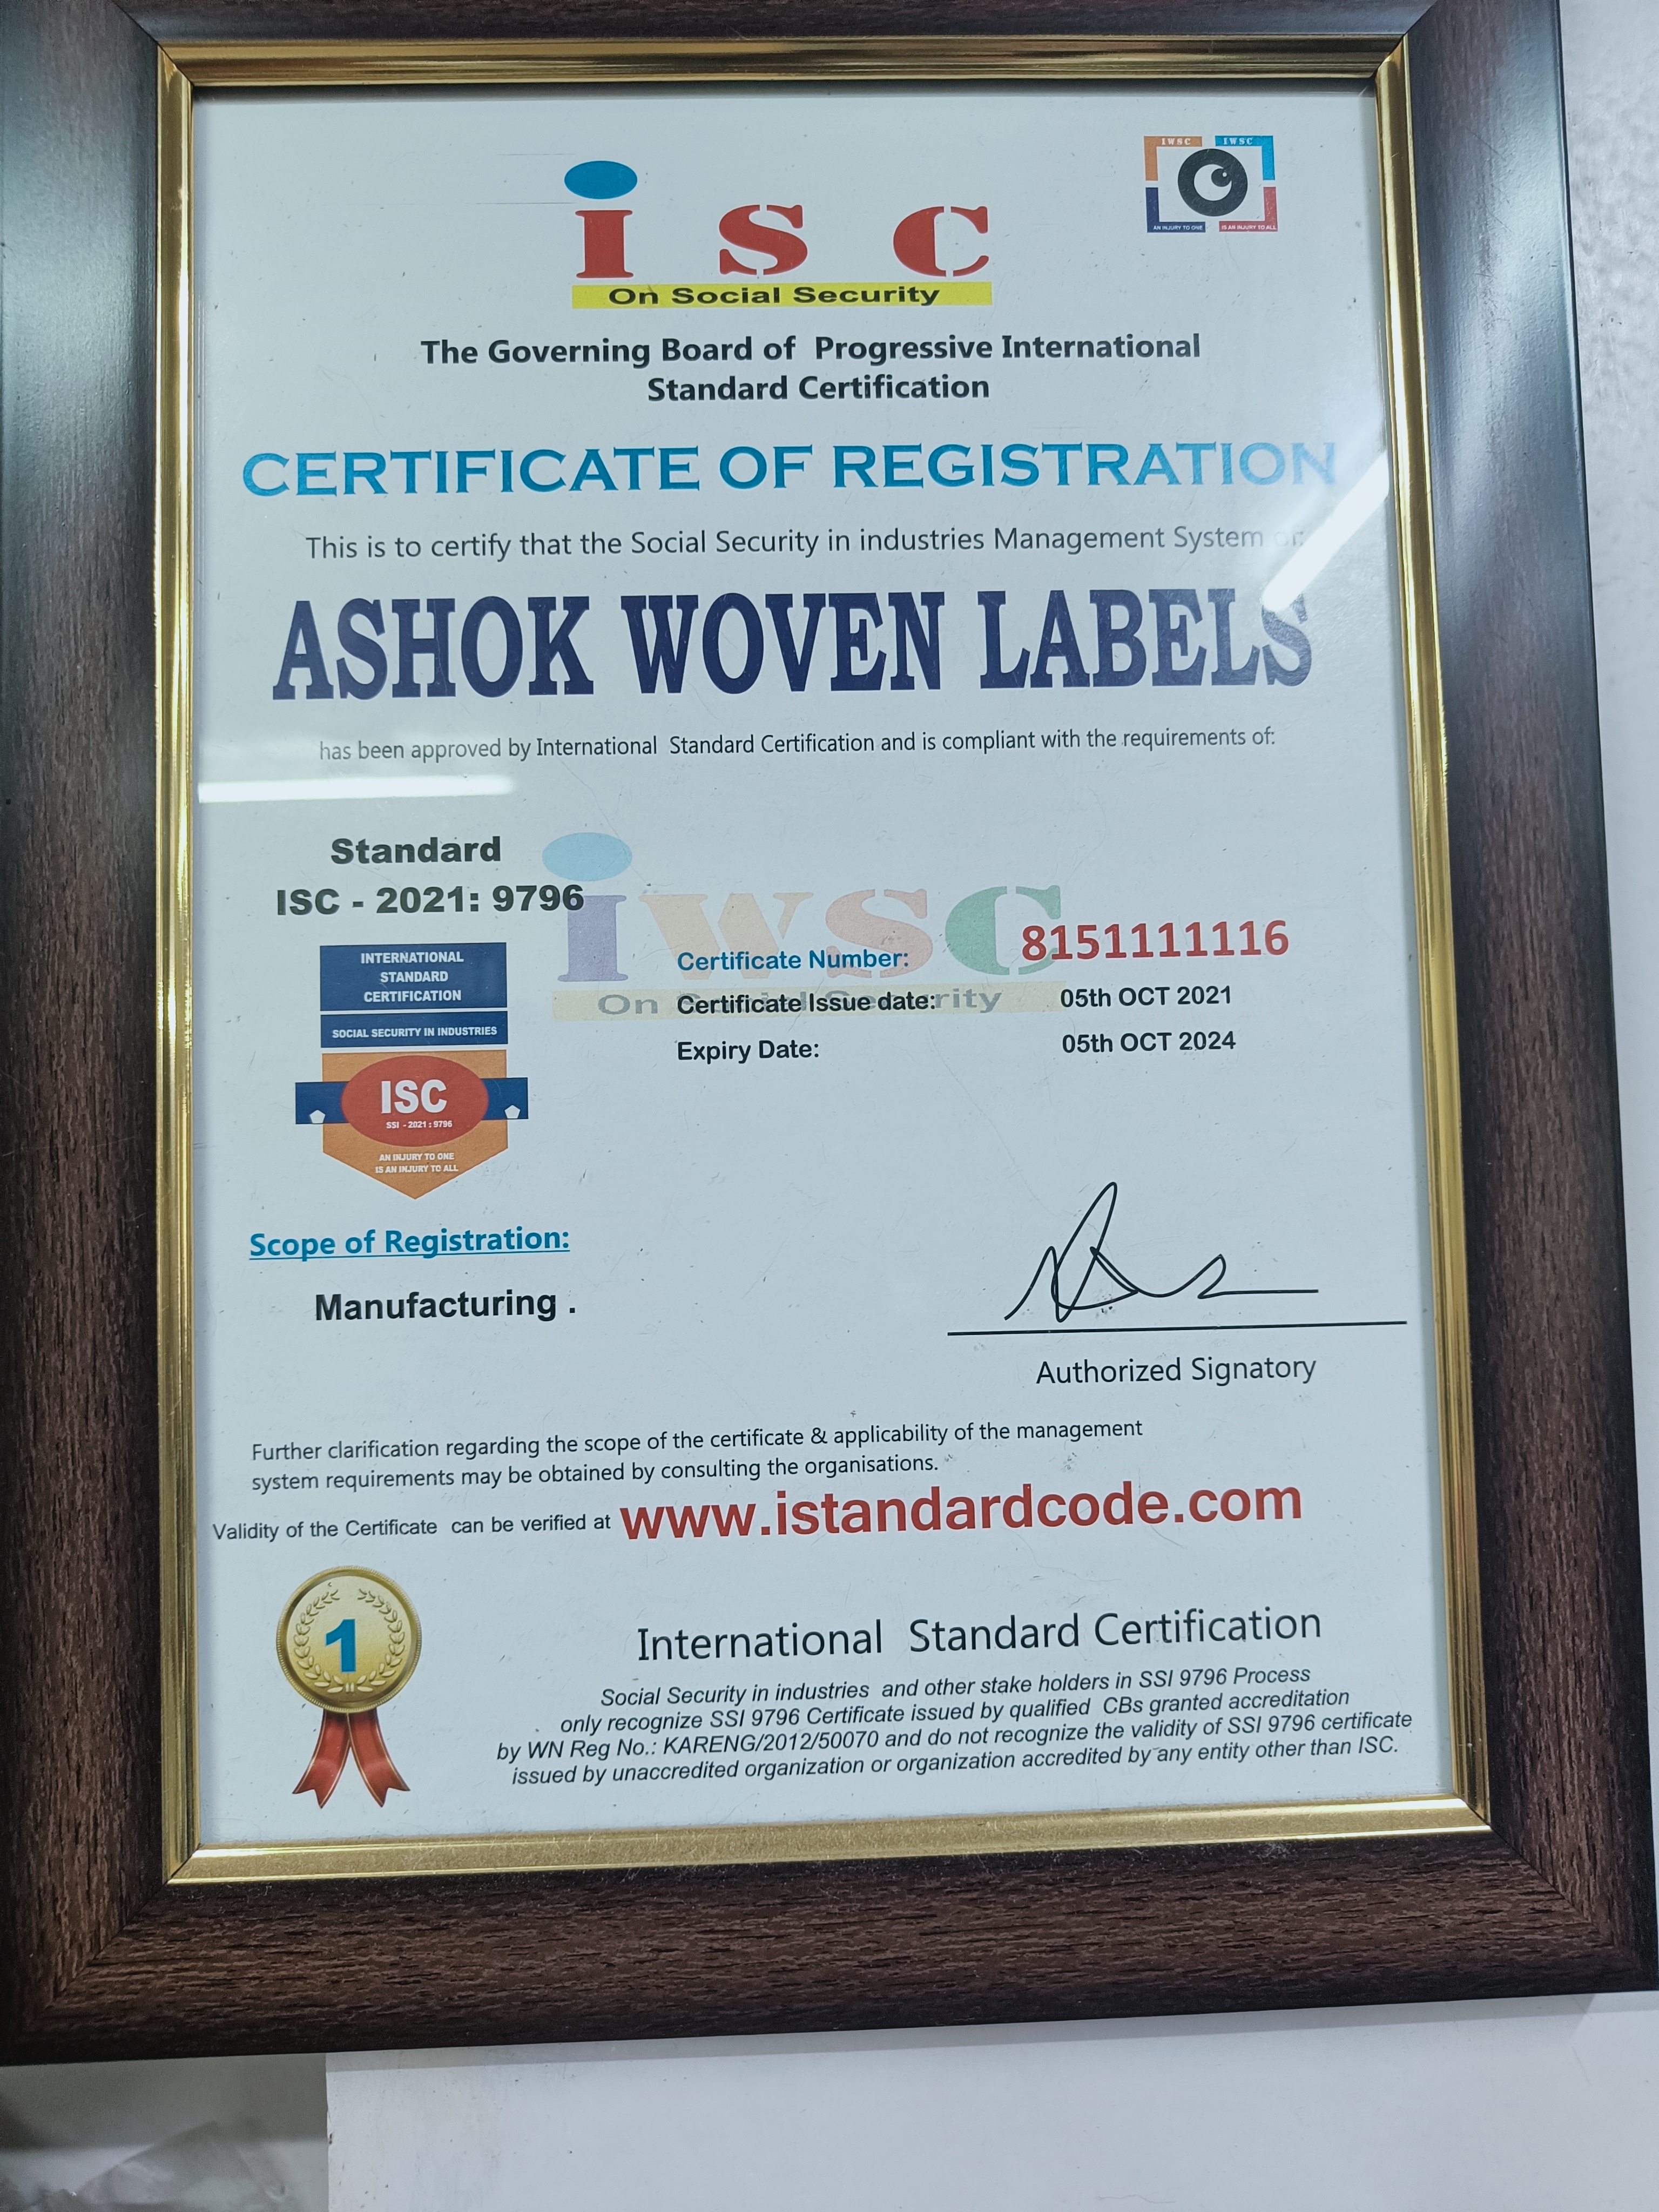 IWSC IWSC
AN INJURY TO ONE IS AN INJURY TO ALL
isc
On Social Security
The Governing Board of Progressive International
Standard Certification
CERTIFICATE OF REGISTRATION
This is to certify that the Social Security in industries Management System
ASHOK WOVEN LABELS
has been approved by International Standard Certification and is compliant with the requirements of:
Standard
ISC - 2021: 9796
iwsc
On Social Security
INTERNATIONAL
STANDARD
CERTIFICATION
SOCIAL SECURITY IN INDUSTRIES
ISC
SSI - 2021 : 9796
AN INJURY TO ONE
IS AN INJURY TO ALL
Certificate Number: 8151111116
Certificate Issue date: 05th OCT 2021
Expiry Date: 05th OCT 2024
Scope of Registration:
Manufacturing .
Authorized Signatory
Further clarification regarding the scope of the certificate & applicability of the management
system requirements may be obtained by consulting the organisations.
Validity of the Certificate can be verified at www.istandardcode.com
1
International Standard Certification
Social Security in industries and other stake holders in SSI 9796 Process
only recognize SSI 9796 Certificate issued by qualified CBs granted accreditation
by WN Reg No.: KARENG/2012/50070 and do not recognize the validity of SSI 9796 certificate
issued by unaccredited organization or organization accredited by any entity other than ISC.